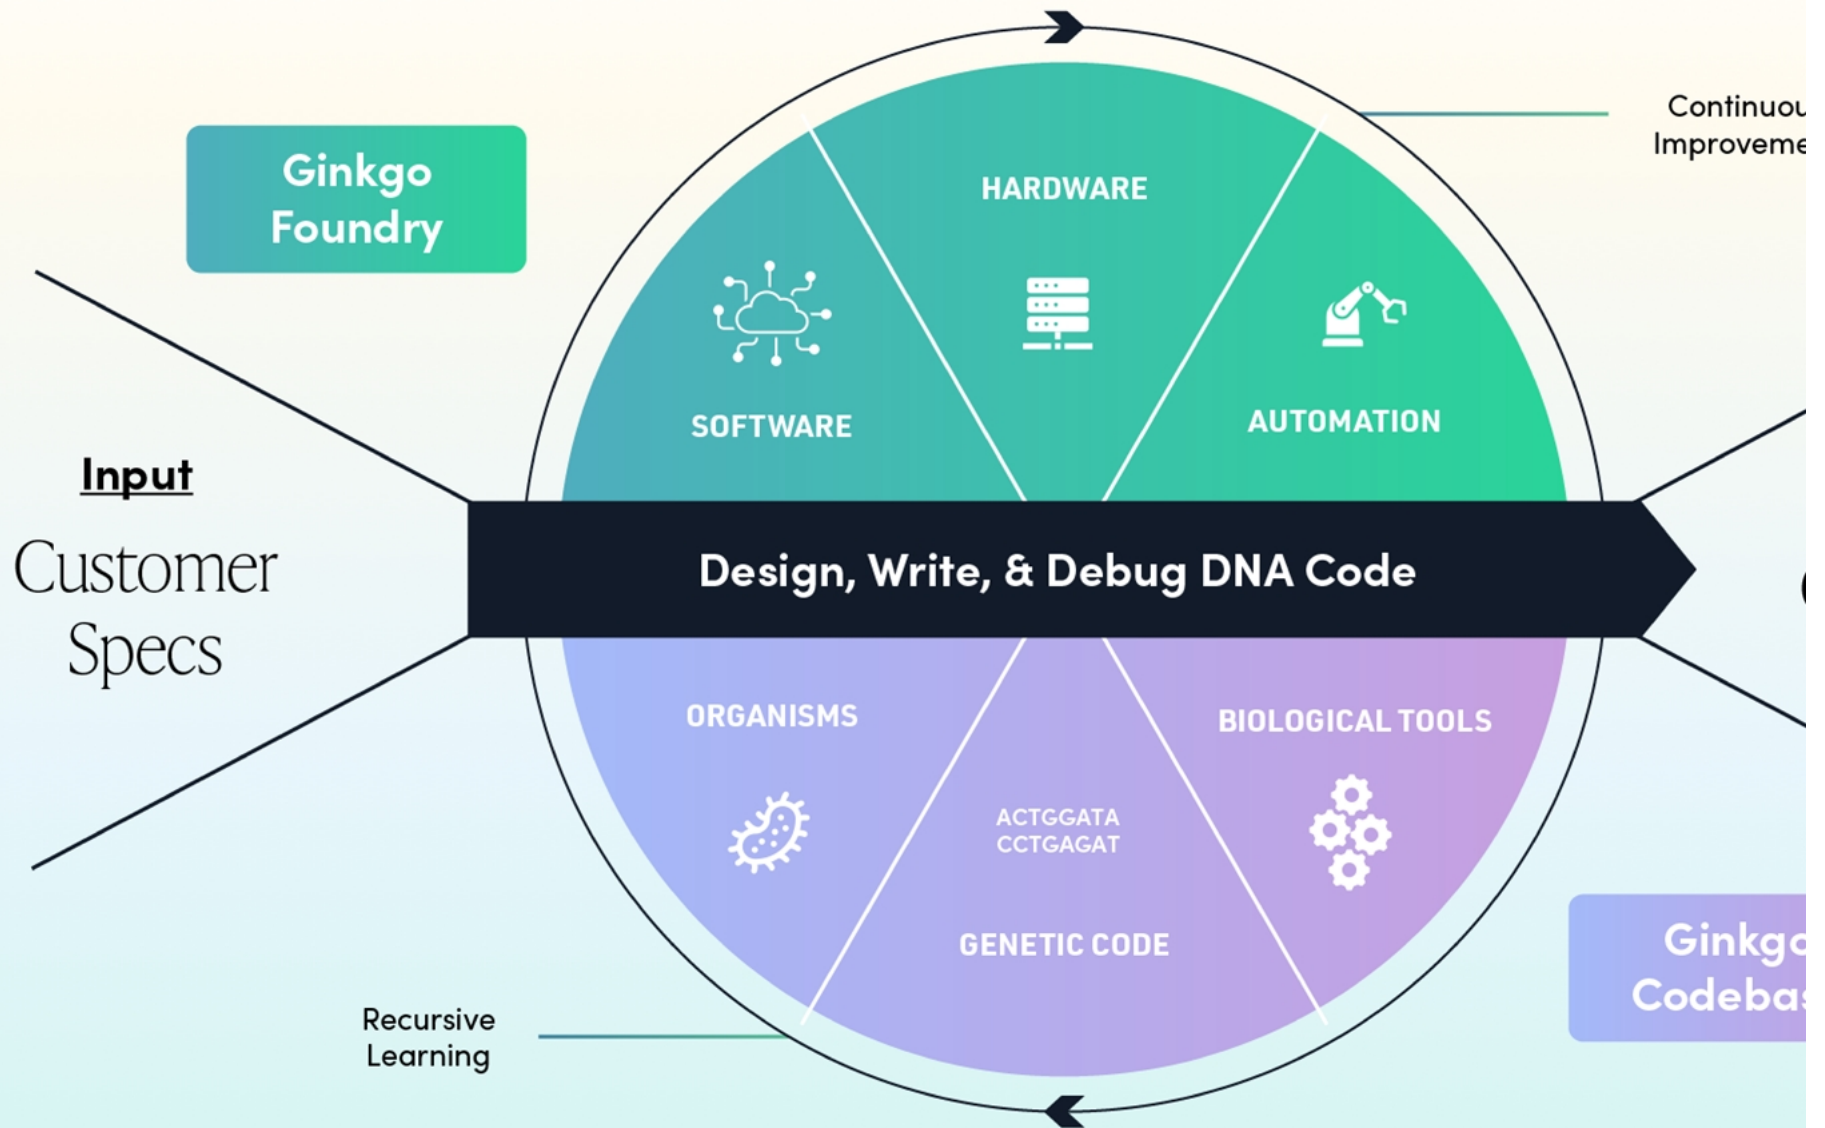 Ginkgo
Foundry
Continuou
Improveme
HARDWARE
SOFTWARE
AUTOMATION
Input
Customer
Specs
Design, Write, & Debug DNA Code
ORGANISMS
BIOLOGICAL TOOLS
ACTGGATA
CCTGAGAT
GENETIC CODE
Ginkgo
Codebas
Recursive
Learning